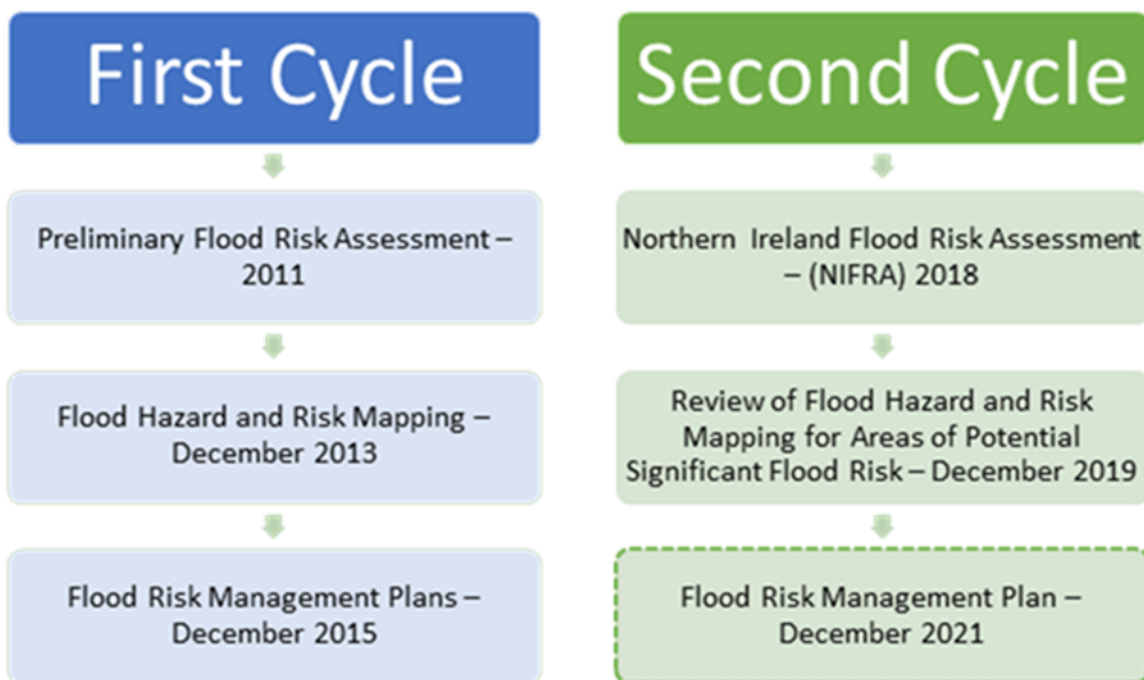 First Cycle
Preliminary Flood Risk Assessment –
2011
Flood Hazard and Risk Mapping –
December 2013
Flood Risk Management Plans –
December 2015
Second Cycle
Northern Ireland Flood Risk Assessment
– (NIFRA) 2018
Review of Flood Hazard and Risk
Mapping for Areas of Potential
Significant Flood Risk – December 2019
Flood Risk Management Plan –
December 2021